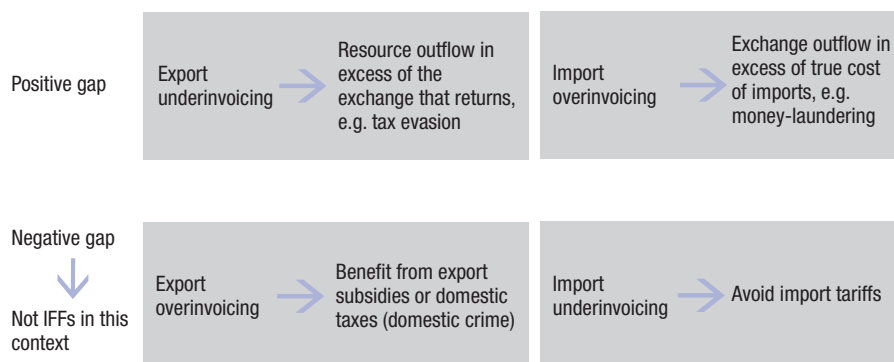 Positive gap
Export
underinvoicing
Resource outflow in
excess of the
exchange that returns,
e.g. tax evasion
Import
overinvoicing
Exchange outflow in
excess of true cost
of imports, e.g.
money-laundering
Negative gap
Not IFFs in this
context
Export
overinvoicing
Benefit from export
subsidies or domestic
taxes (domestic crime)
Import
underinvoicing
Avoid import tariffs